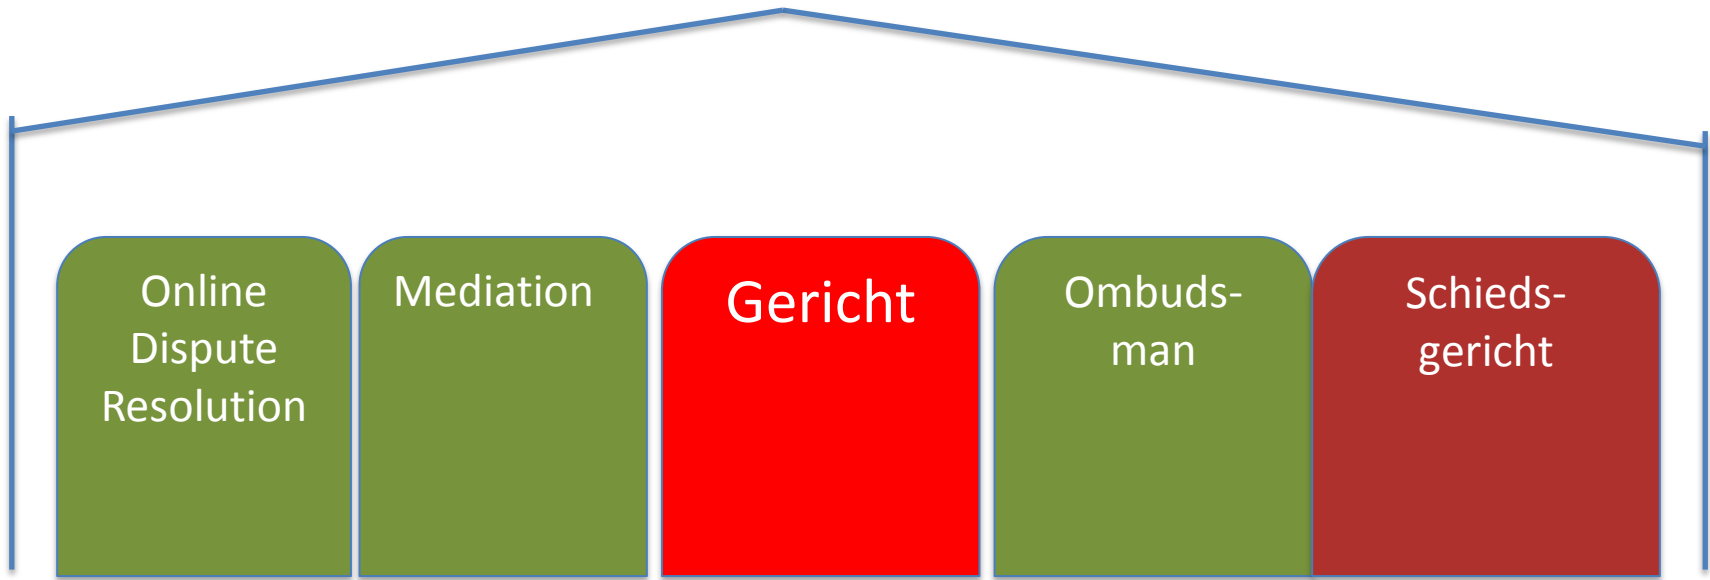 Online
Dispute
Resolution
Mediation
Gericht
Ombuds-
man
Schieds-
gericht